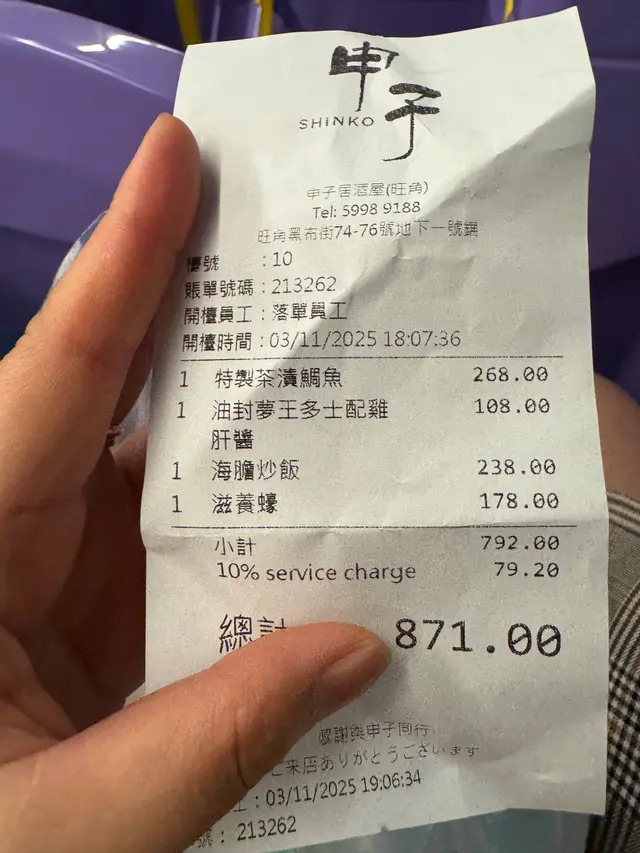 申子
SHINKO
申子居酒屋(旺角)
Tel: 5998 9188
旺角黑布街74-76號地下一號鋪
檯號 : 10
賬單號碼 : 213262
開檯員工 : 落單員工
開檯時間 : 03/11/2025 18:07:36
1 特製茶漬鯛魚 268.00
1 油封夢王多士配雞 108.00
肝醬
1 海膽炒飯 238.00
1 滋養蠔 178.00
小計 792.00
10% service charge 79.20
總計 871.00
感謝與申子同行
ご来店ありがとうございます
: 03/11/2025 19:06:34
號 : 213262